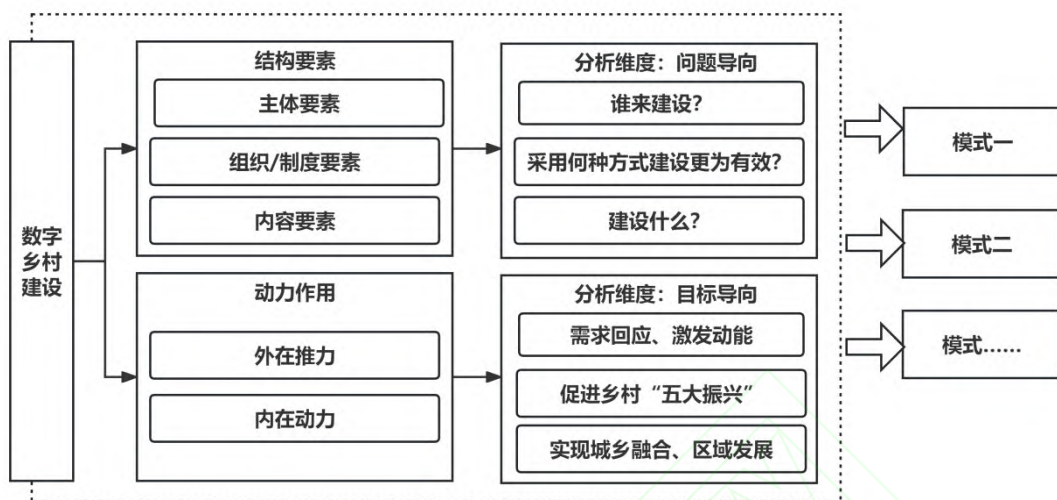 数字
乡村
建设
结构要素
主体要素
组织/制度要素
内容要素
动力作用
外在推力
内在动力
分析维度：问题导向
谁来建设？
采用何种方式建设更为有效？
建设什么？
分析维度：目标导向
需求回应、激发动能
促进乡村“五大振兴”
实现城乡融合、区域发展
模式一
模式二
模式……